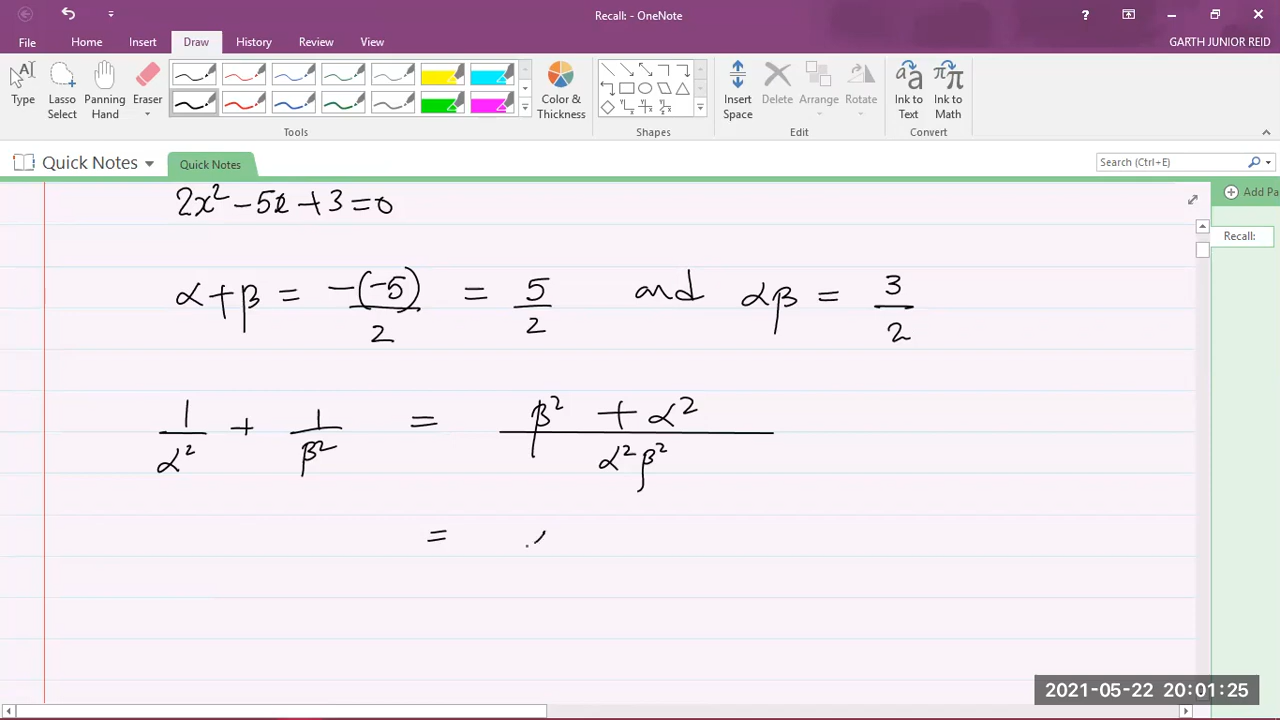 Recall: - OneNote
?
File Home Insert Draw History Review View GARTH JUNIOR REID
Type Lasso Select Panning Hand Eraser Color & Thickness Insert Space Delete Arrange Rotate Ink to Text Ink to Math
Tools Shapes Edit Convert
Quick Notes Quick Notes Search (Ctrl+E)
Add Pa
Recall:
2x² - 5x + 3 = 0
α + β = -(-5)/2 = 5/2 and αβ = 3/2
1/α² + 1/β² = (β² + α²)/(α²β²)
=
2021-05-22 20:01:25